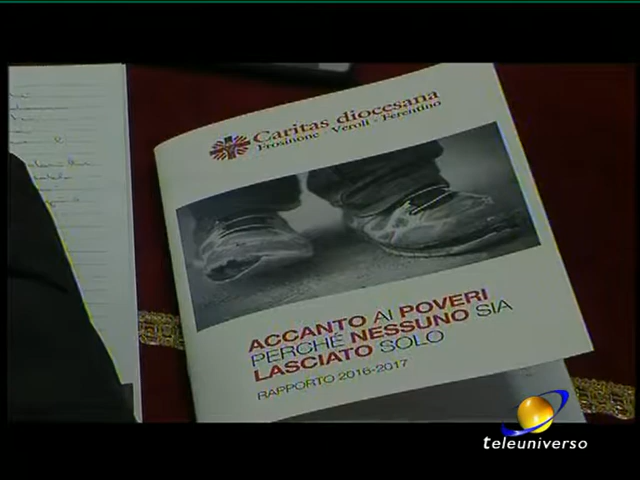 Caritas diocesana
Frosinone - Veroli - Ferentino
ACCANTO AI POVERI
PERCHÉ NESSUNO SIA
LASCIATO SOLO
RAPPORTO 2016-2017
teleuniverso